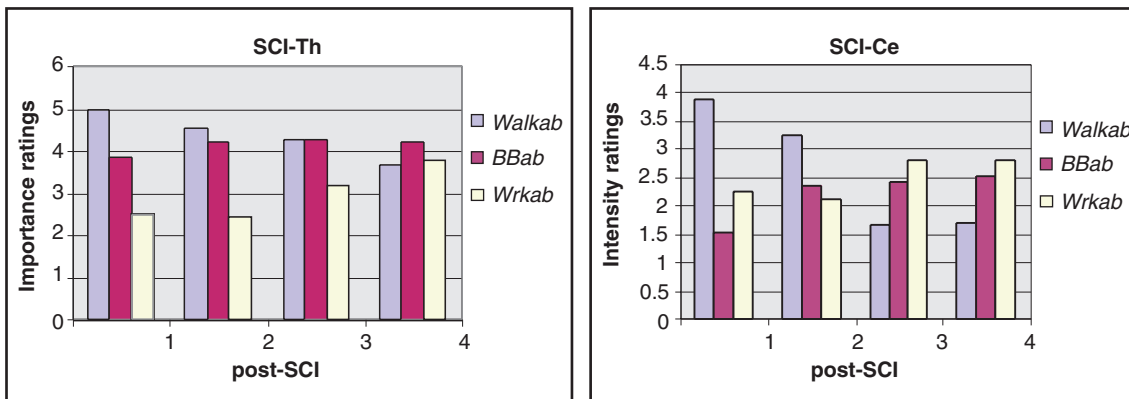 SCI-Th
Importance ratings
6
5
4
3
2
1
0
1 2 3 4
post-SCI
Walkab
BBab
Wrkab
SCI-Ce
Intensity ratings
4.5
4
3.5
3
2.5
2
1.5
1
0.5
0
1 2 3 4
post-SCI
Walkab
BBab
Wrkab